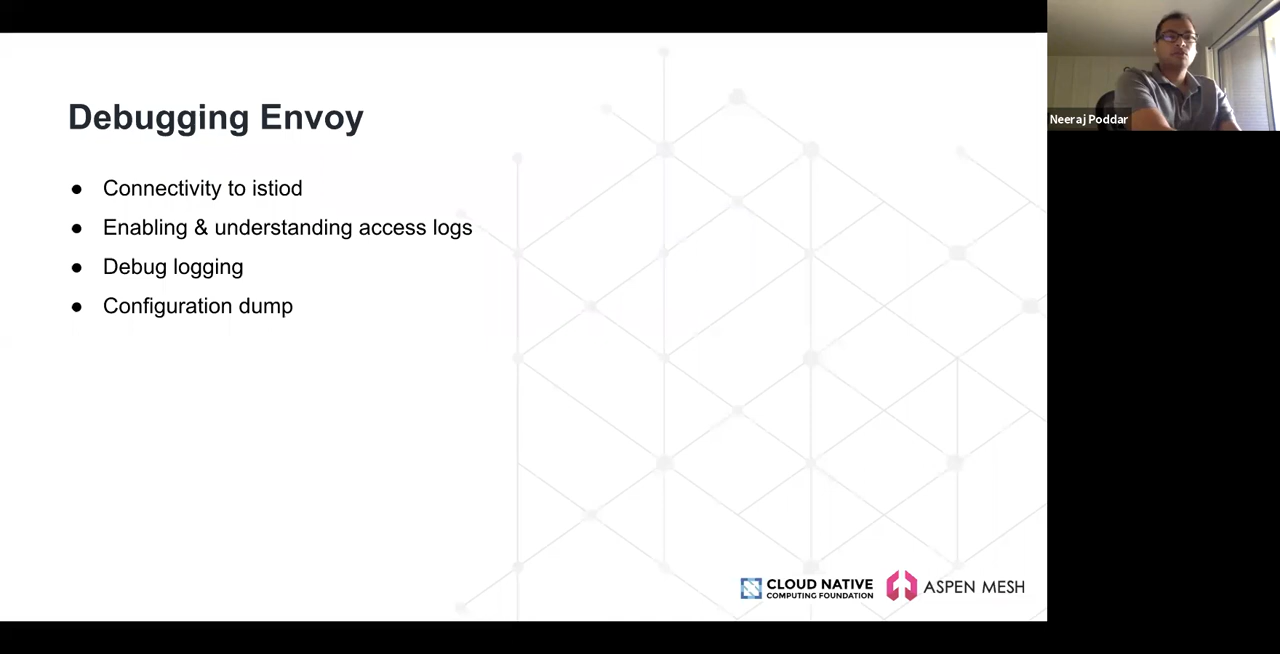 Debugging Envoy
● Connectivity to istiod
● Enabling & understanding access logs
● Debug logging
● Configuration dump
CLOUD NATIVE
COMPUTING FOUNDATION
ASPEN MESH
Neeraj Poddar